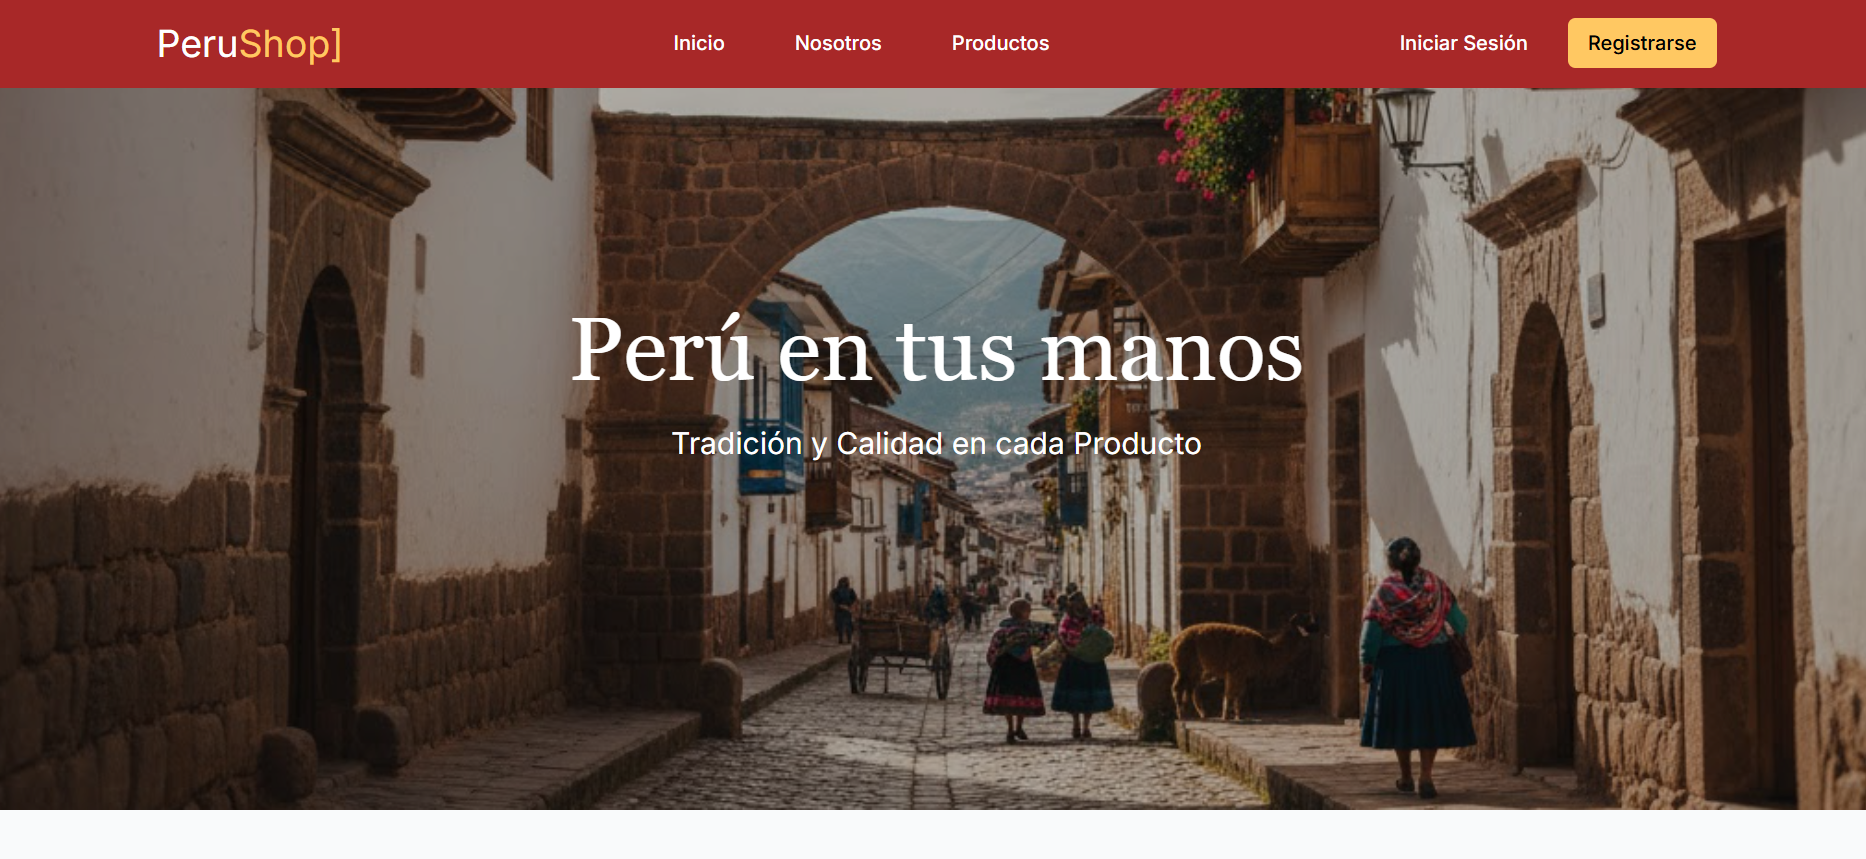 PeruShop]
Inicio
Nosotros
Productos
Iniciar Sesión
Registrarse
Perú en tus manos
Tradición y Calidad en cada Producto